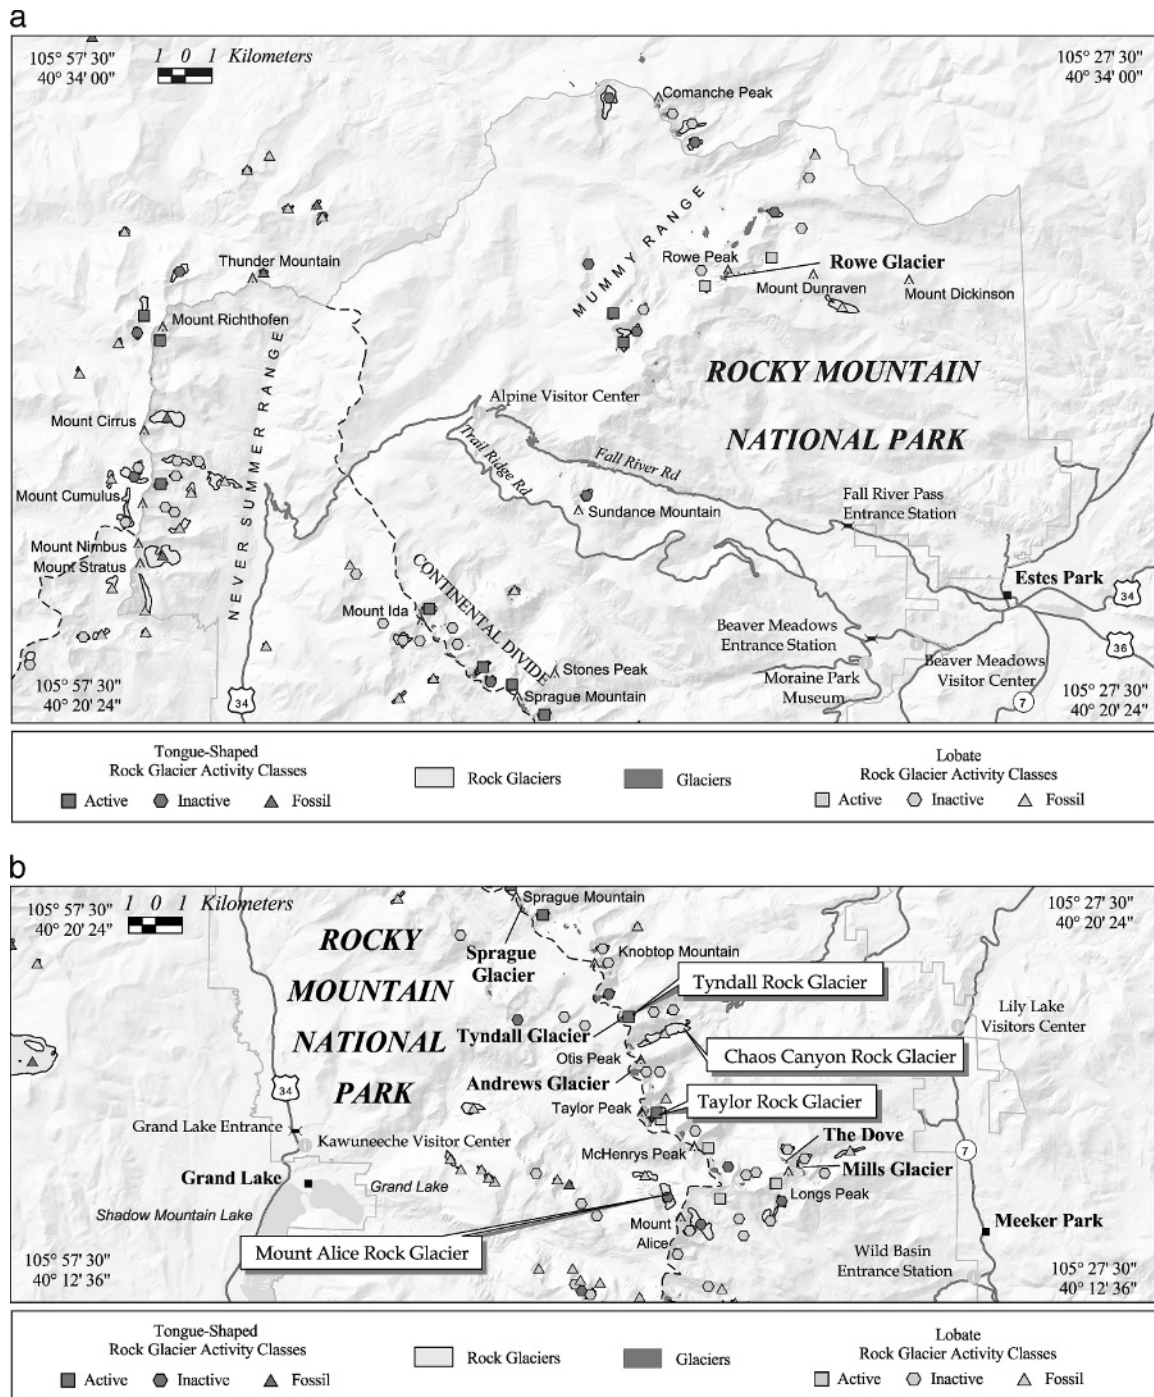 a
105° 57' 30"
40° 34' 00"
1 0 1 Kilometers
105° 27' 30"
40° 34' 00"
Comanche Peak
MUMMY RANGE
Rowe Peak
Rowe Glacier
Thunder Mountain
Mount Dunraven
Mount Dickinson
Mount Richthofen
ROCKY MOUNTAIN
NATIONAL PARK
NEVER SUMMER RANGE
Alpine Visitor Center
Mount Cirrus
Trail Ridge Rd
Fall River Rd
Mount Cumulus
Sundance Mountain
Fall River Pass
Entrance Station
Mount Nimbus
Mount Stratus
CONTINENTAL DIVIDE
Estes Park
34
Mount Ida
Beaver Meadows
Entrance Station
36
Stones Peak
Moraine Park
Museum
Beaver Meadows
Visitor Center
105° 57' 30"
40° 20' 24"
34
Sprague Mountain
7
105° 27' 30"
40° 20' 24"
Tongue-Shaped
Rock Glacier Activity Classes
Active Inactive Fossil
Rock Glaciers
Glaciers
Lobate
Rock Glacier Activity Classes
Active Inactive Fossil
b
105° 57' 30"
40° 20' 24"
1 0 1 Kilometers
105° 27' 30"
40° 20' 24"
Sprague Mountain
ROCKY
MOUNTAIN
NATIONAL
PARK
Sprague
Glacier
Knobtop Mountain
Tyndall Rock Glacier
Lily Lake
Visitors Center
Tyndall Glacier
Chaos Canyon Rock Glacier
Otis Peak
Andrews Glacier
34
Taylor Rock Glacier
Taylor Peak
Grand Lake Entrance
Kawuneeche Visitor Center
The Dove
McHenrys Peak
7
Mills Glacier
Grand Lake
Grand Lake
Longs Peak
Shadow Mountain Lake
Mount
Alice
Meeker Park
Mount Alice Rock Glacier
Wild Basin
Entrance Station
105° 57' 30"
40° 12' 36"
105° 27' 30"
40° 12' 36"
Tongue-Shaped
Rock Glacier Activity Classes
Active Inactive Fossil
Rock Glaciers
Glaciers
Lobate
Rock Glacier Activity Classes
Active Inactive Fossil